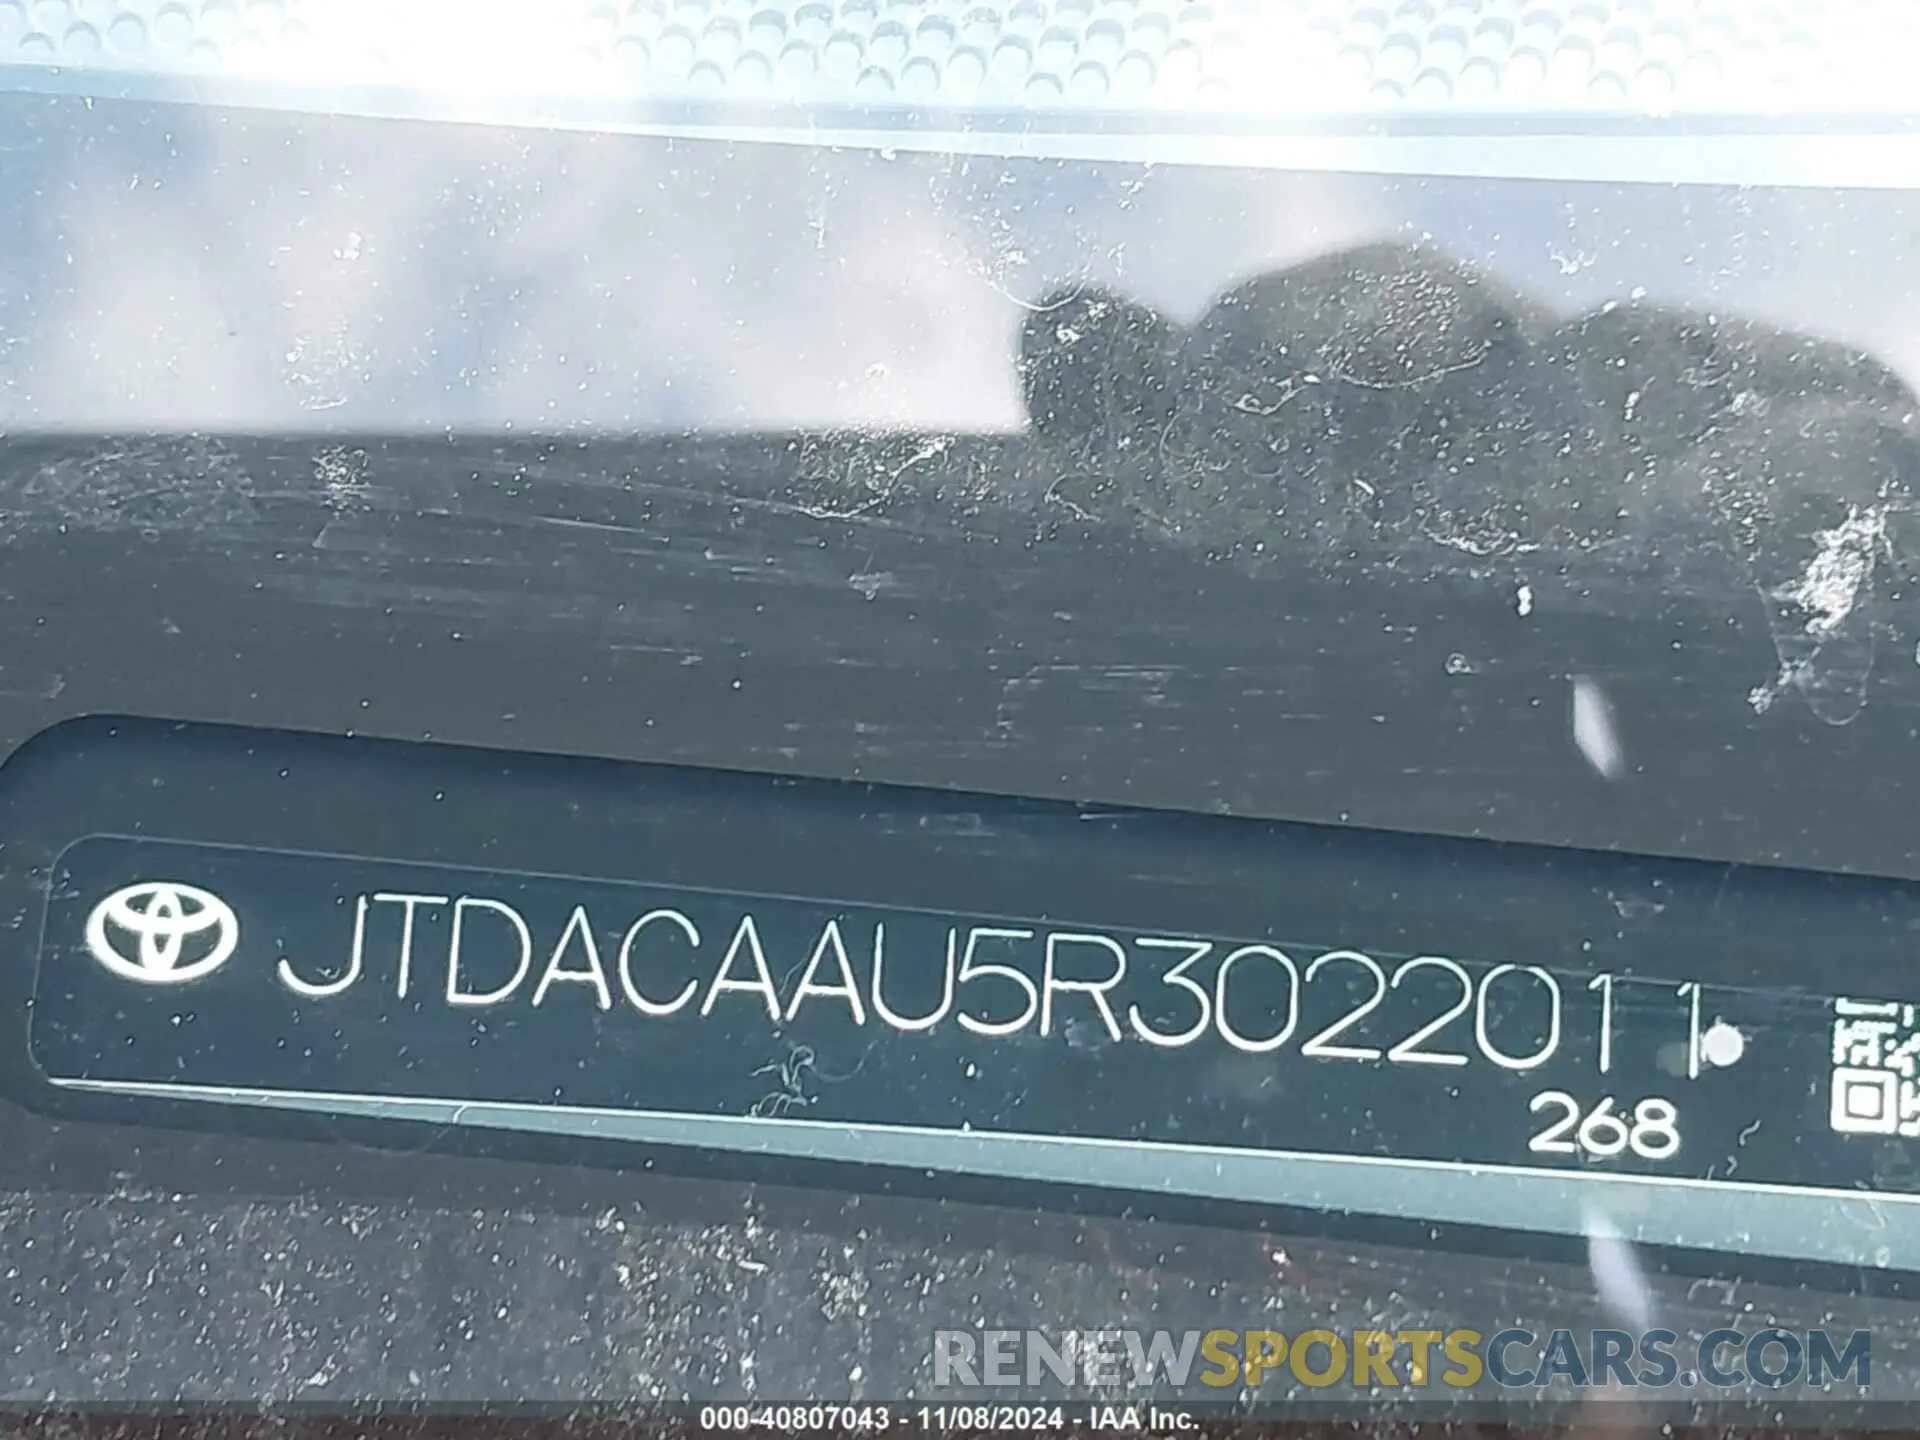 JTDACAAU5R3022011
268
RENEWSPORTSCARS.COM
000-40807043 - 11/08/2024 - IAA Inc.